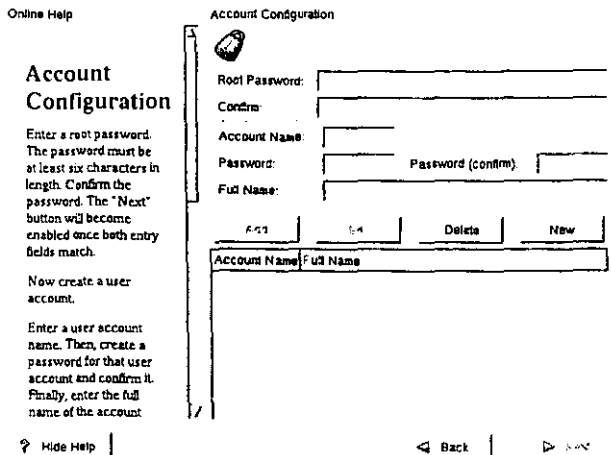 Online Help
Account
Configuration
Enter a root password.
The password must be
at least six characters in
length. Confirm the
password. The "Next"
button will become
enabled once both entry
fields match.
Now create a user
account.
Enter a user account
name. Then, create a
password for that user
account and confirm it.
Finally, enter the full
name of the account
? Hide Help
Account Configuration
Root Password:
Confirm:
Account Name:
Password: Password (confirm):
Full Name:
Delete New
Account Name Full Name
Back